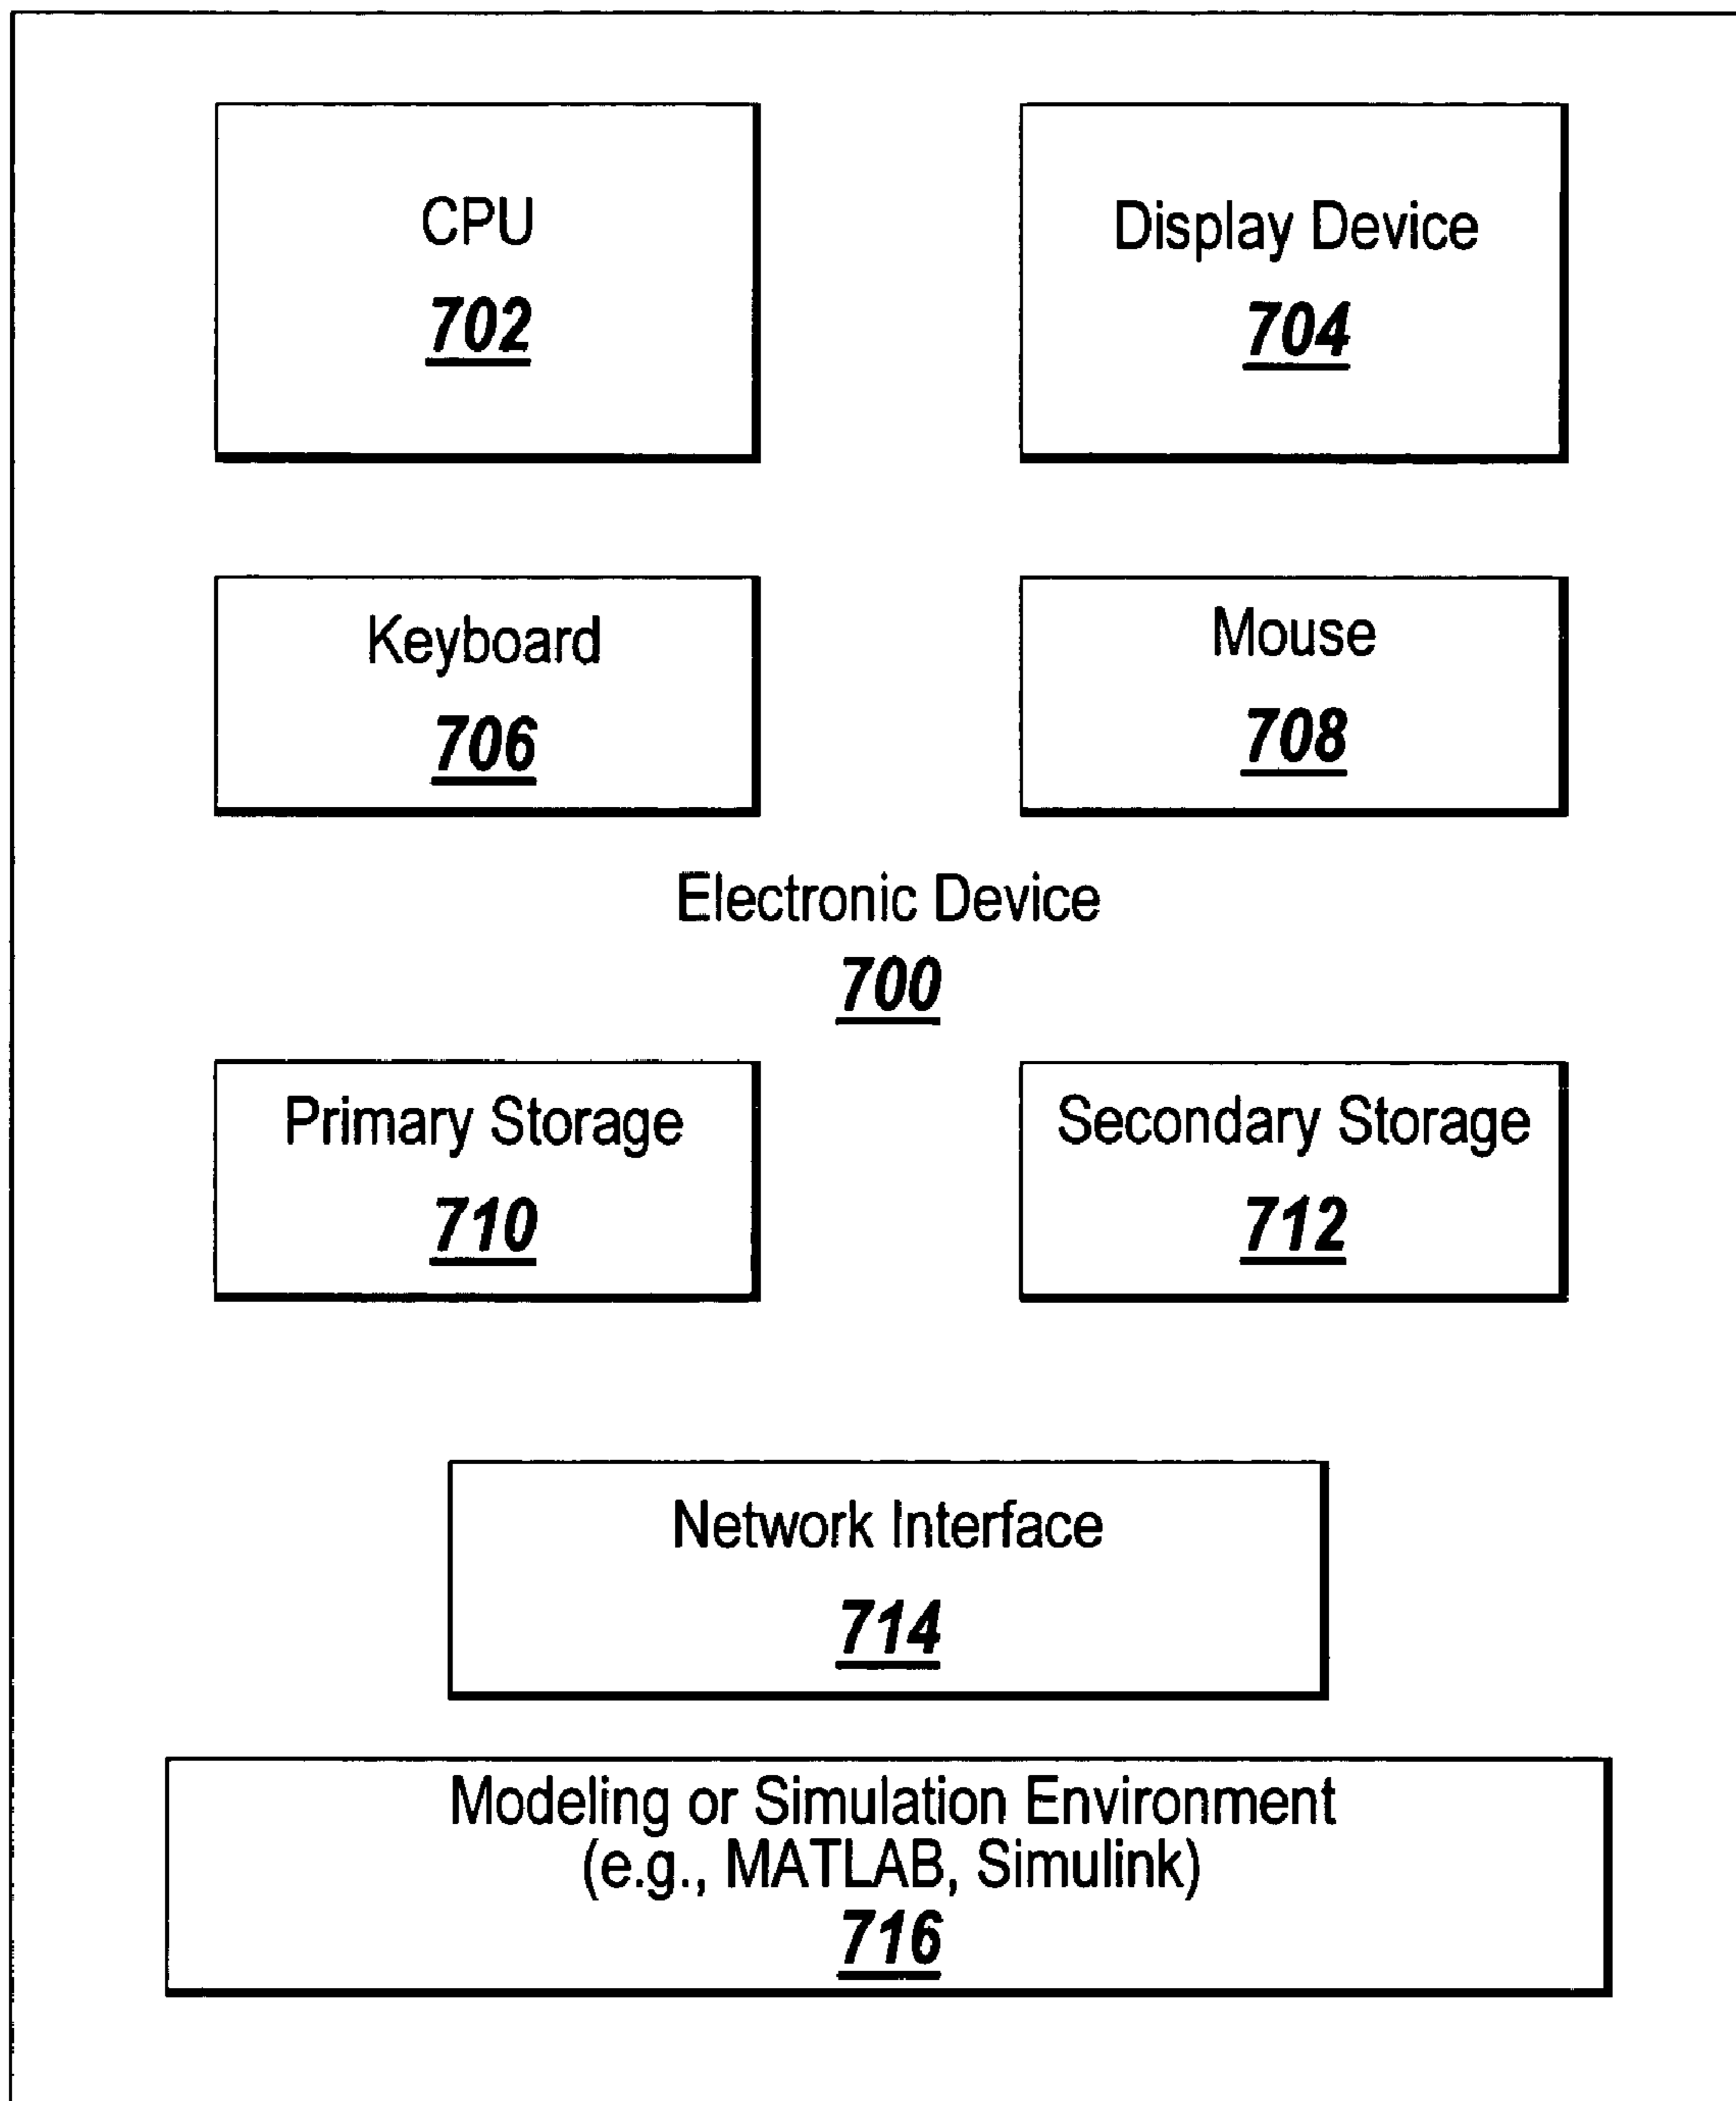 CPU
702
Display Device
704
Keyboard
706
Mouse
708
Electronic Device
700
Primary Storage
710
Secondary Storage
712
Network Interface
714
Modeling or Simulation Environment
(e.g., MATLAB, Simulink)
716